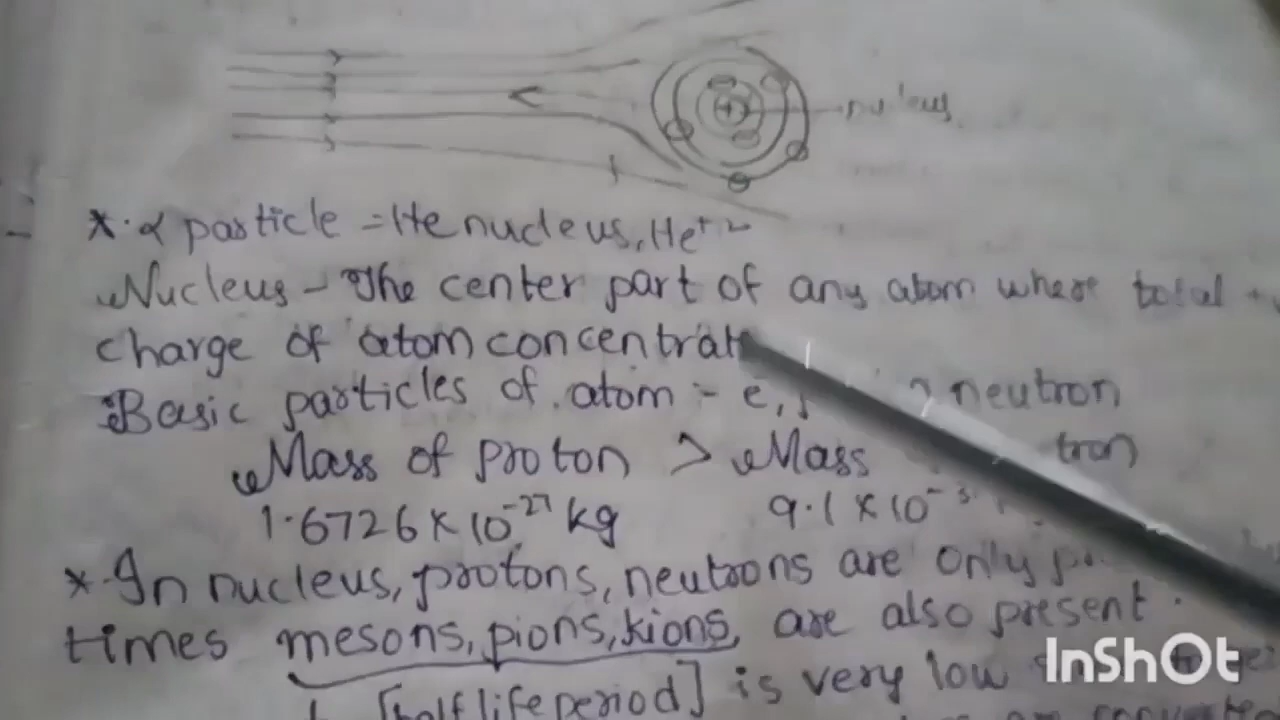 nucleus
*. α particle = He nucleus, He⁺²
Nucleus - The center part of any atom where total +
charge of atom concentrat
Basic particles of atom :- e, neutron
Mass of proton > Mass tron
1.6726 × 10⁻²⁷ kg 9.1 × 10⁻
*. In nucleus, protons, neutrons are only
times mesons, pions, kions, are also present.
[half life period] is very low
InShOt